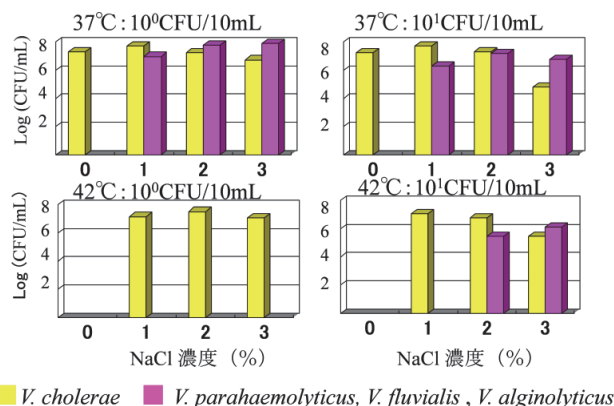 37℃:10⁰CFU/10mL
Log (CFU/mL)
8
6
4
2
0 1 2 3
37℃:10¹CFU/10mL
8
6
4
2
0 1 2 3
42℃:10⁰CFU/10mL
Log (CFU/mL)
8
6
4
2
0 1 2 3
NaCl 濃度（%）
42℃:10¹CFU/10mL
8
6
4
2
0 1 2 3
NaCl 濃度（%）
V. cholerae V. parahaemolyticus, V. fluvialis , V. alginolyticus